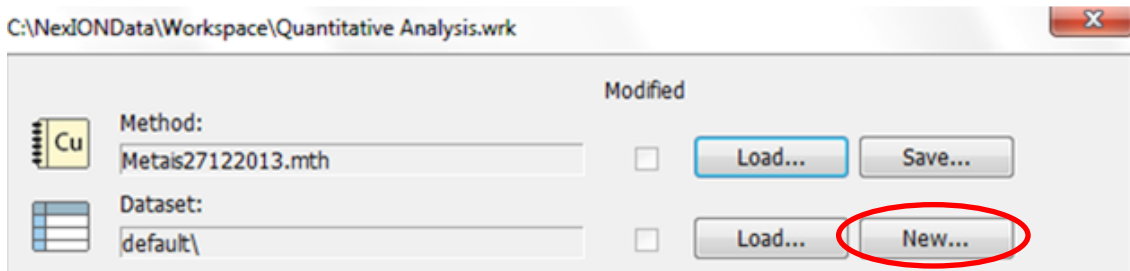 C:\NexIONData\Workspace\Quantitative Analysis.wrk
x
Modified
Cu
Method:
Metais27122013.mth
Load...
Save...
Dataset:
default\
Load...
New...